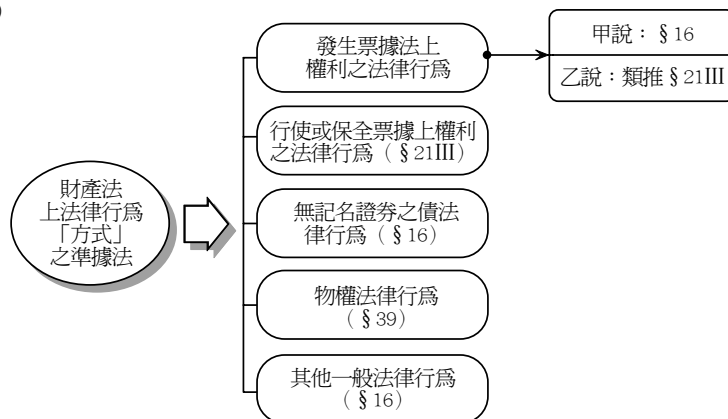 財產法
上法律行爲
「方式」
之準據法
發生票據法上
權利之法律行爲
甲說：§16
乙說：類推§21III
行使或保全票據上權利
之法律行爲（§21III）
無記名證券之債法
律行爲（§16）
物權法律行爲
（§39）
其他一般法律行爲
（§16）